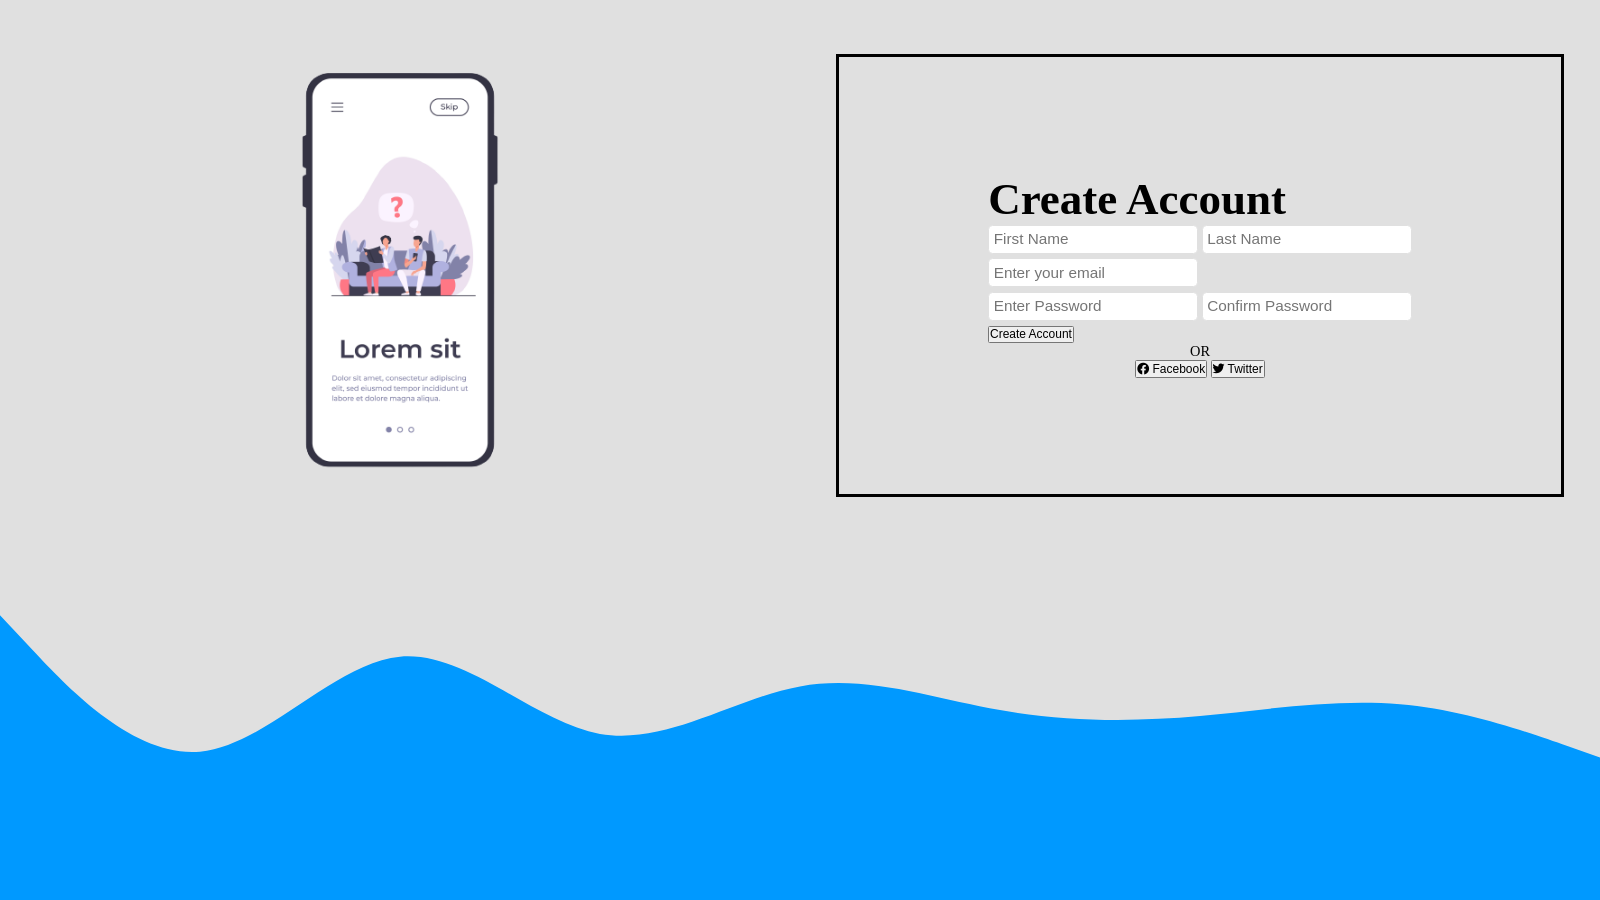 Skip
?
Lorem sit
Dolor sit amet, consectetur adipiscing
elit, sed eiusmod tempor incididunt ut
labore et dolore magna aliqua.
Create Account
First Name Last Name
Enter your email
Enter Password Confirm Password
Create Account
OR
Facebook Twitter